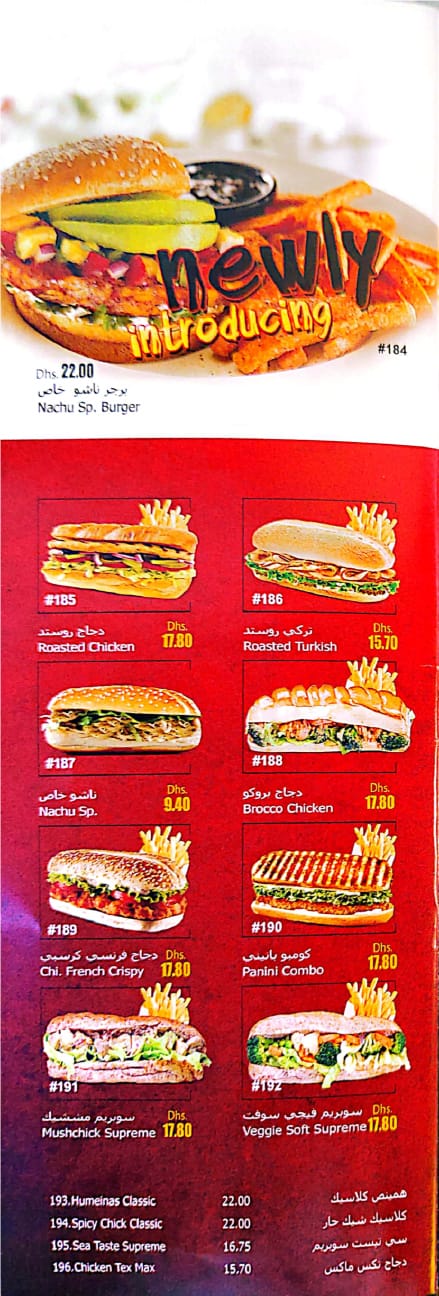 newly
introducing
#184
Dhs. 22.00
برجر ناشو خاص
Nachu Sp. Burger
#185
دجاج روستد
Roasted Chicken
Dhs.
17.80
#186
تركي روستد
Roasted Turkish
Dhs.
15.70
#187
ناشو خاص
Nachu Sp.
Dhs.
9.40
#188
دجاج بروكو
Brocco Chicken
Dhs.
17.80
#189
دجاج فرنسي كرسبي
Chi. French Crispy
Dhs.
17.80
#190
كومبو بانيني
Panini Combo
Dhs.
17.80
#191
سوبريم مششيك
Mushchick Supreme
Dhs.
17.80
#192
سوبريم فيجي سوفت
Veggie Soft Supreme
Dhs.
17.80
193.Humeinas Classic 22.00 همينص كلاسيك
194.Spicy Chick Classic 22.00 كلاسيك شيك حار
195.Sea Taste Supreme 16.75 سي تيست سوبريم
196.Chicken Tex Max 15.70 دجاج تكس ماكس